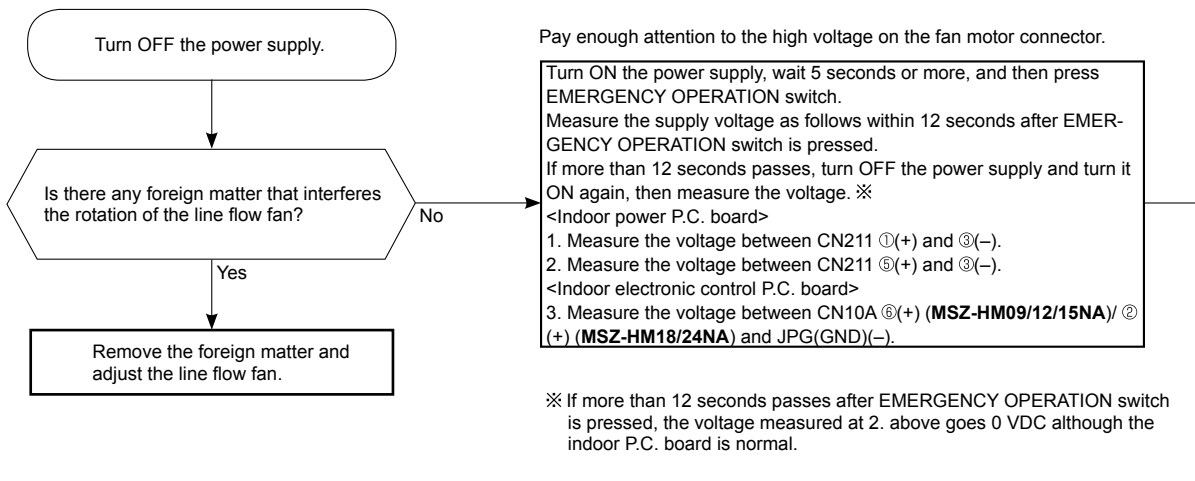 Turn OFF the power supply.
Is there any foreign matter that interferes
the rotation of the line flow fan?
No
Yes
Remove the foreign matter and
adjust the line flow fan.
Pay enough attention to the high voltage on the fan motor connector.
Turn ON the power supply, wait 5 seconds or more, and then press
EMERGENCY OPERATION switch.
Measure the supply voltage as follows within 12 seconds after EMER-
GENCY OPERATION switch is pressed.
If more than 12 seconds passes, turn OFF the power supply and turn it
ON again, then measure the voltage. ※
<Indoor power P.C. board>
1. Measure the voltage between CN211 ①(+) and ③(–).
2. Measure the voltage between CN211 ⑤(+) and ③(–).
<Indoor electronic control P.C. board>
3. Measure the voltage between CN10A ⑥(+) (MSZ-HM09/12/15NA)/ ②
(+) (MSZ-HM18/24NA) and JPG(GND)(–).
※ If more than 12 seconds passes after EMERGENCY OPERATION switch
is pressed, the voltage measured at 2. above goes 0 VDC although the
indoor P.C. board is normal.